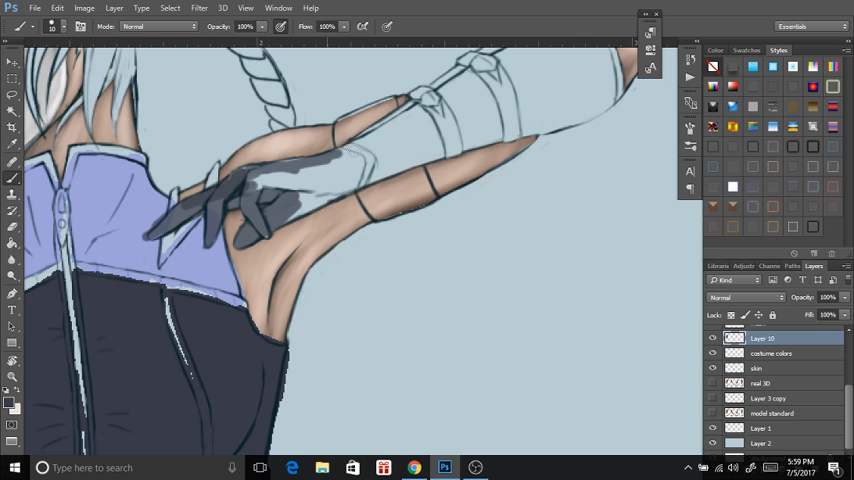 Ps File Edit Image Layer Type Select Filter 3D View Window Help
10 Mode: Normal Opacity: 100% Flow: 100% Essentials
2
Color Swatches Styles
A
Librarie Adjustr Channe Paths Layers
Kind
Normal Opacity: 100%
Lock: Fill: 100%
Layer 10
costume colors
skin
real 3D
Layer 3 copy
model standard
Layer 1
Layer 2
Type here to search
Ps
5:59 PM
7/5/2017